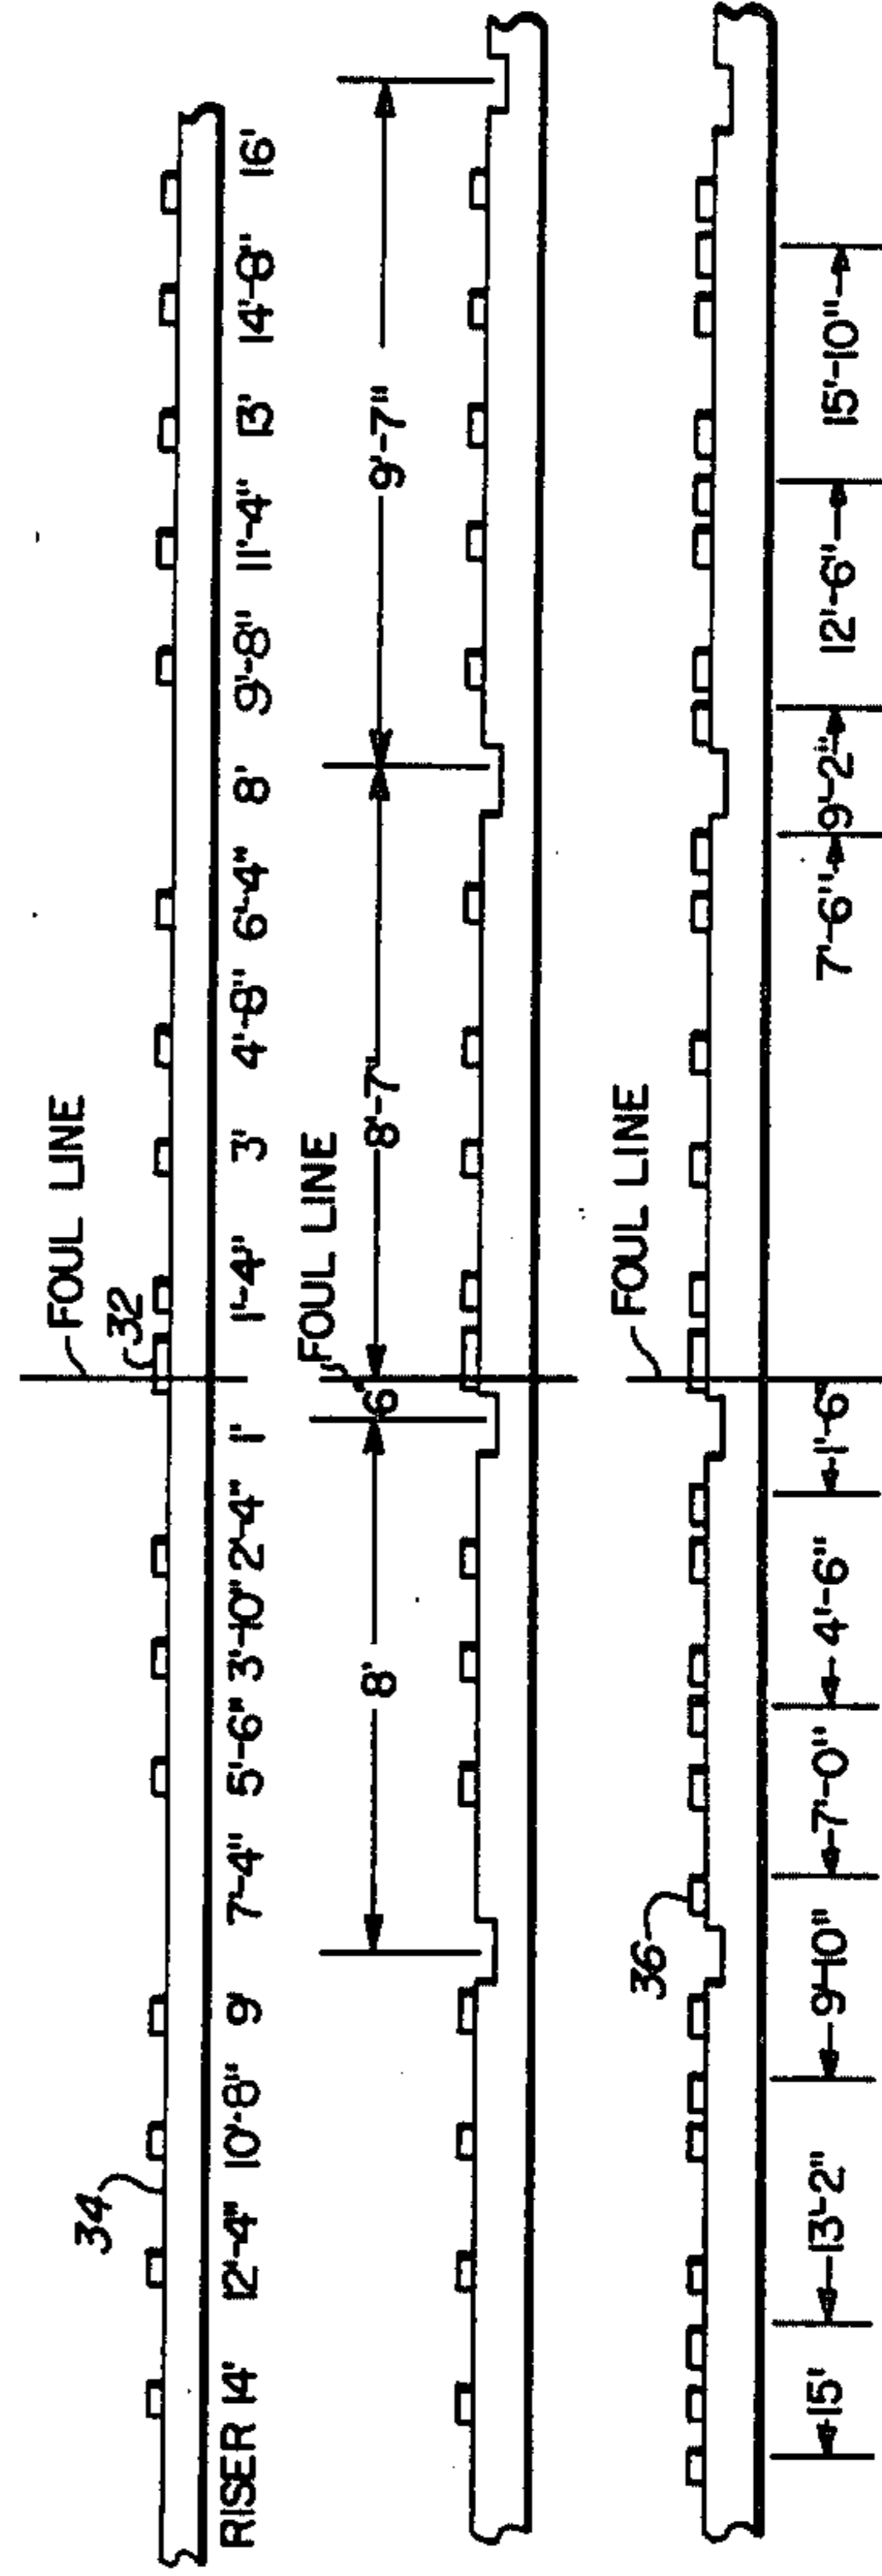 FOUL LINE
32
34
RISER 14' 12'-4" 10'-8" 9' 7'-4" 5'-6" 3'-10" 2'-4" 1' 1'-4" 3' 4'-8" 6'-4" 8' 9'-8" 11'-4" 13' 14'-8" 16'
FOUL LINE
8' 6" 8'-7" 9'-7"
FOUL LINE
36
15' 13'-2" 9'-10" 7'-0" 4'-6" 1'-6" 7'-6" 9'-2" 12'-6" 15'-10"